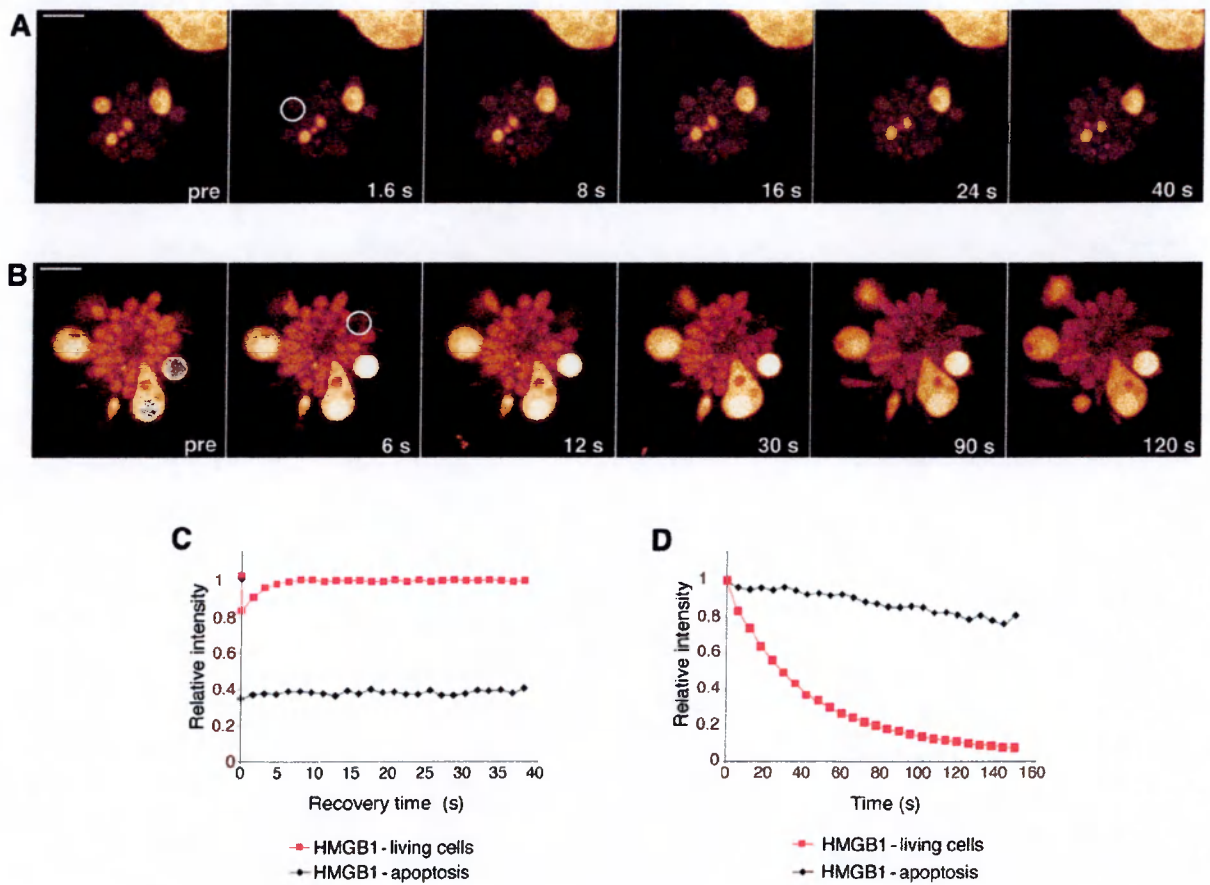 A
pre
1.6 s
8 s
16 s
24 s
40 s
B
pre
6 s
12 s
30 s
90 s
120 s
C
Relative intensity
1
0.8
0.6
0.4
0.2
0
0 5 10 15 20 25 30 35 40
Recovery time (s)
HMGB1 - living cells
HMGB1 - apoptosis
D
Relative intensity
1
0.8
0.6
0.4
0.2
0
0 20 40 60 80 100 120 140 160
Time (s)
HMGB1 - living cells
HMGB1 - apoptosis